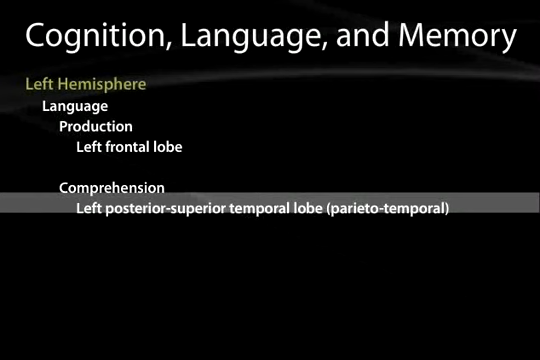 Cognition, Language, and Memory
Left Hemisphere
Language
Production
Left frontal lobe
Comprehension
Left posterior-superior temporal lobe (parieto-temporal)